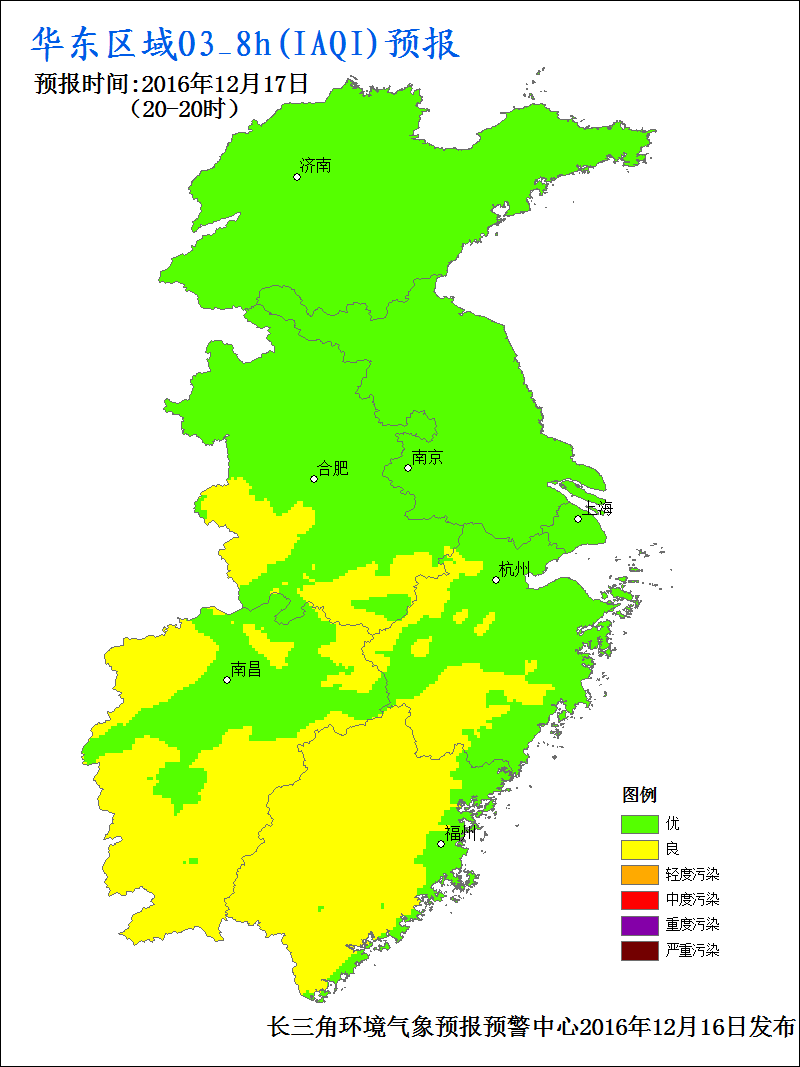 华东区域O3_8h(IAQI)预报
预报时间:2016年12月17日
(20-20时)
济南
南京
合肥
上海
杭州
南昌
福州
图例
优
良
轻度污染
中度污染
重度污染
严重污染
长三角环境气象预报预警中心2016年12月16日发布